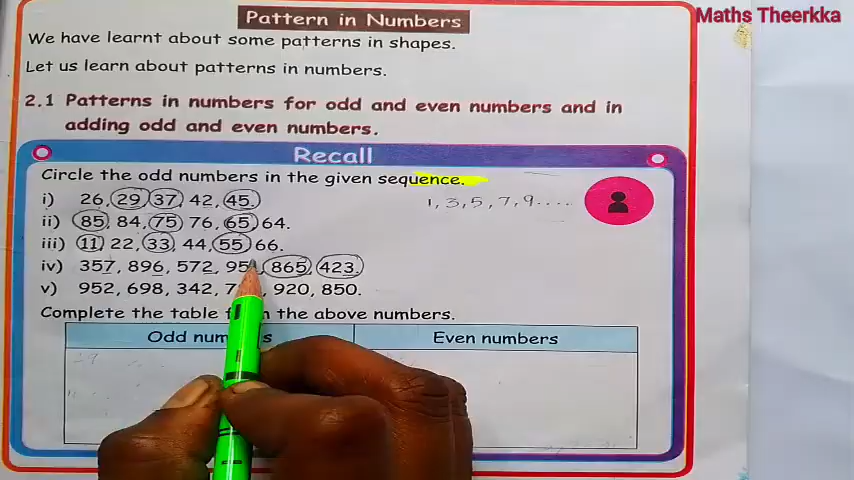 Pattern in Numbers
Maths Theerkka
We have learnt about some patterns in shapes.
Let us learn about patterns in numbers.
2.1 Patterns in numbers for odd and even numbers and in
adding odd and even numbers.
Recall
Circle the odd numbers in the given sequence.
i) 26, 29, 37, 42, 45.
1, 3, 5, 7, 9.....
ii) 85, 84, 75, 76, 65, 64.
iii) 11, 22, 33, 44, 55, 66.
iv) 357, 896, 572, 865, 423.
v) 952, 698, 342, 920, 850.
Complete the table the above numbers.
Odd numbers
Even numbers